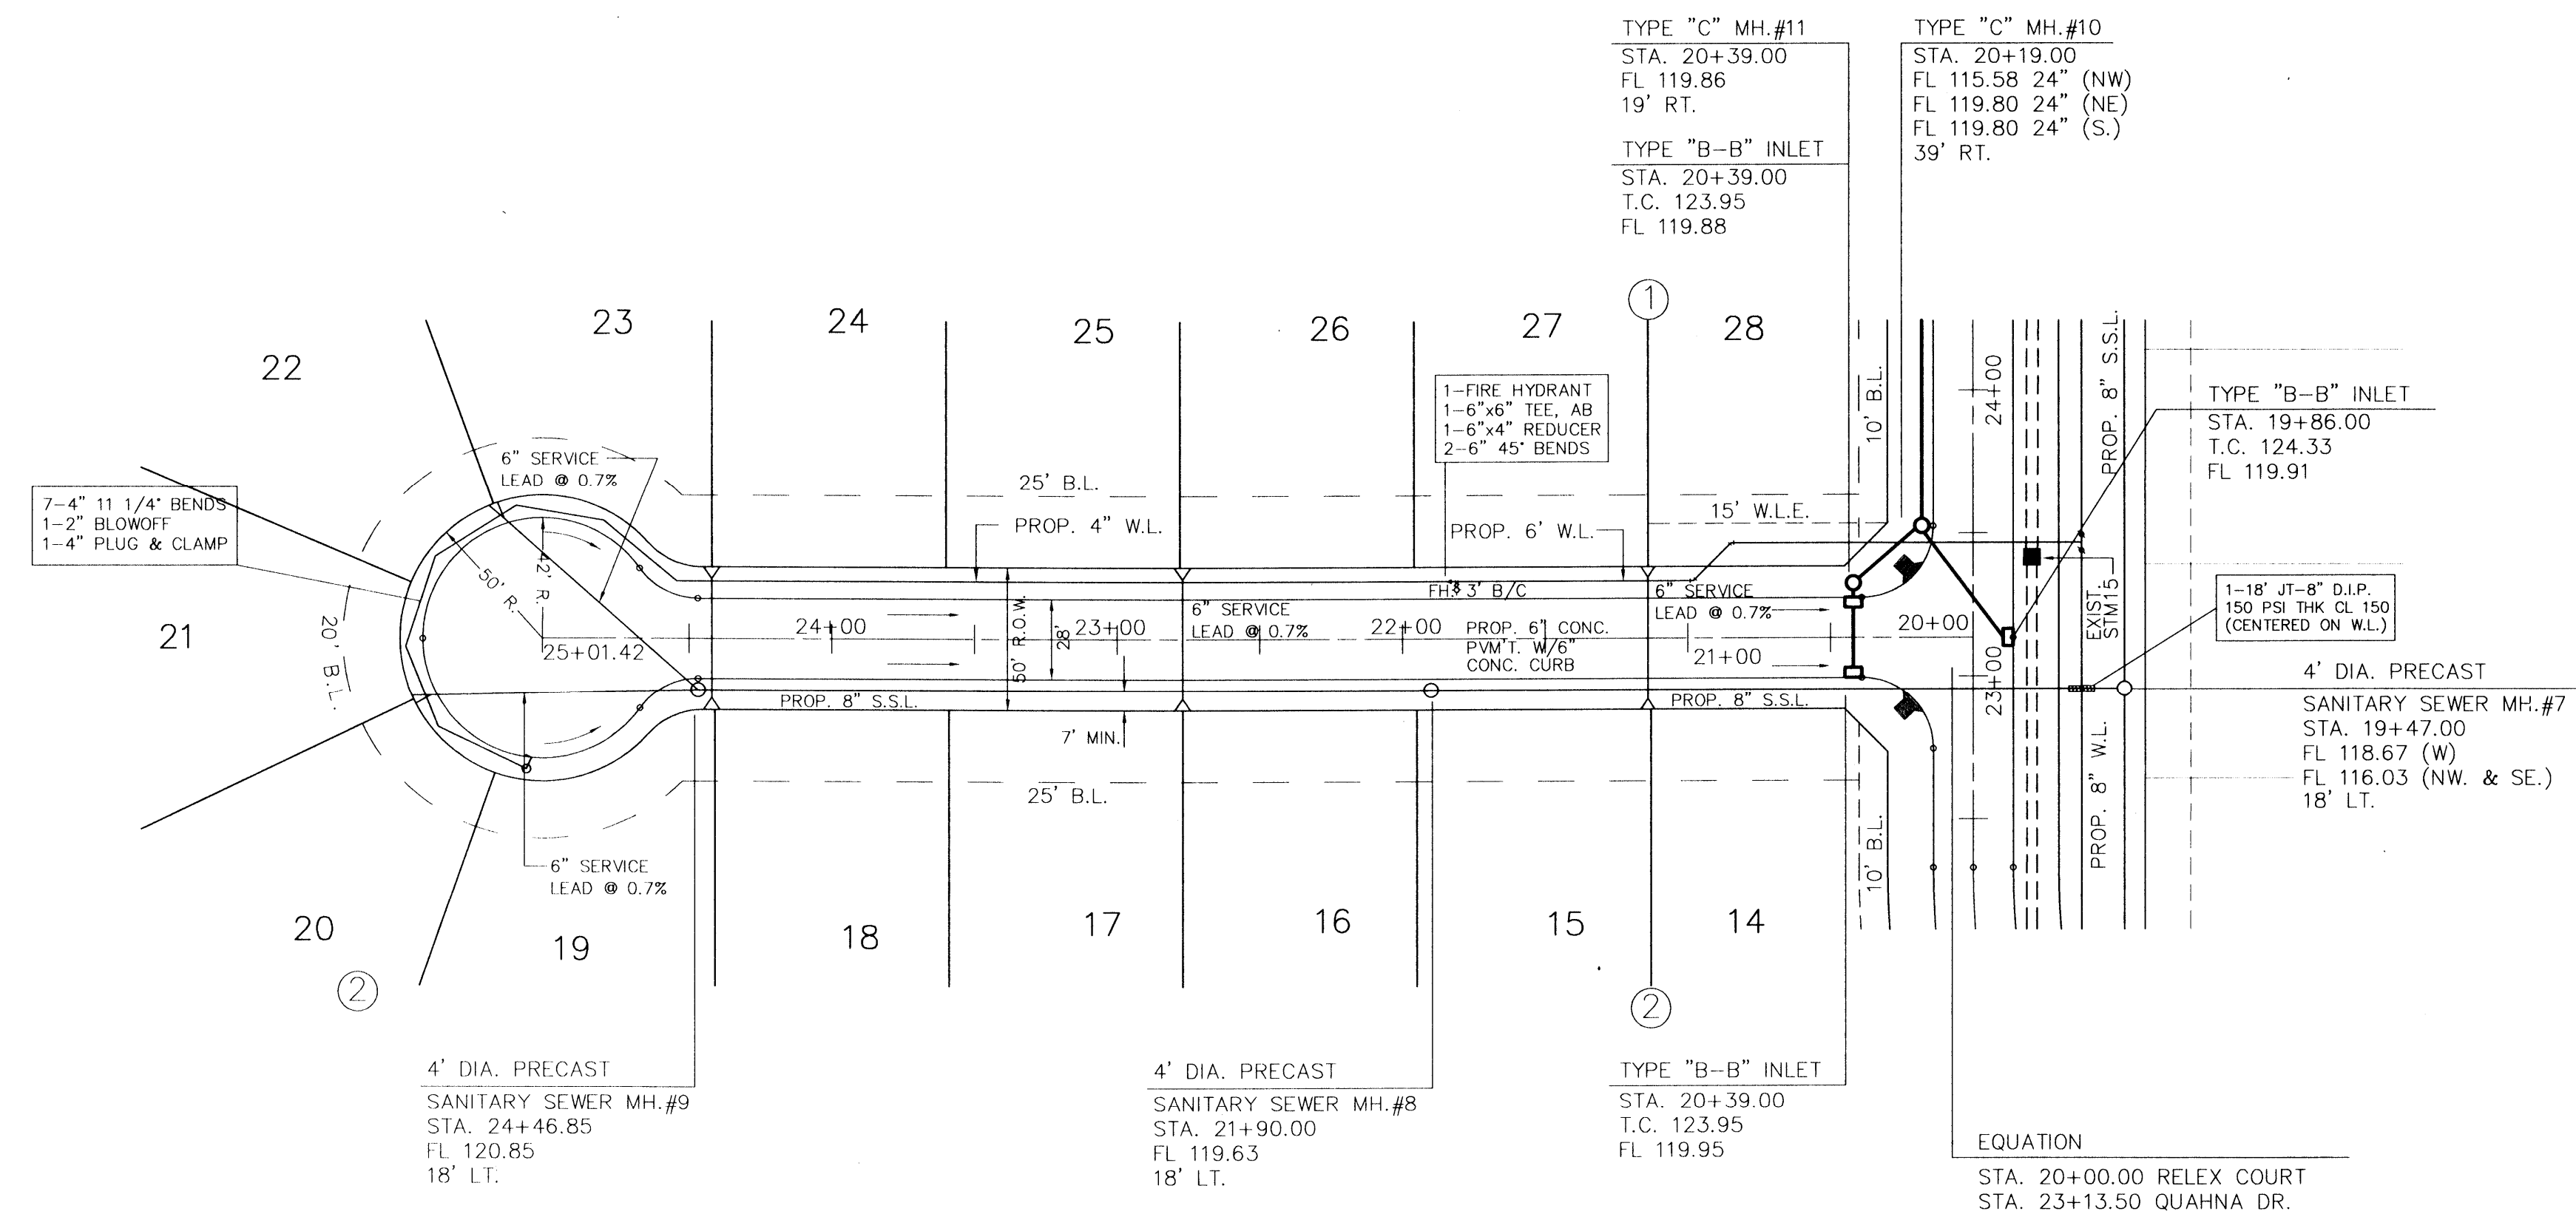 TYPE "C" MH.#11
STA. 20+39.00
FL 119.86
19' RT.
TYPE "B-B" INLET
STA. 20+39.00
T.C. 123.95
FL 119.88
TYPE "C" MH.#10
STA. 20+19.00
FL 115.58 24" (NW)
FL 119.80 24" (NE)
FL 119.80 24" (S.)
39' RT.
1
22
23
24
25
26
27
28
1-FIRE HYDRANT
1-6"x6" TEE, AB
1-6"x4" REDUCER
2-6" 45° BENDS
10' B.L.
24+00
PROP. 8" S.S.L.
TYPE "B-B" INLET
STA. 19+86.00
T.C. 124.33
FL 119.91
6" SERVICE
LEAD @ 0.7%
7-4" 11 1/4° BENDS
1-2" BLOWOFF
1-4" PLUG & CLAMP
25' B.L.
PROP. 4" W.L.
PROP. 6' W.L.
15' W.L.E.
50' R.
42' R.
FH. 3' B/C
6" SERVICE
LEAD @ 0.7%
6" SERVICE
LEAD @ 0.7%
21
20' B.L.
25+01.42
24+00
50' R.O.W.
28'
23+00
22+00
PROP. 6" CONC.
PVM'T. W/6"
CONC. CURB
21+00
20+00
23+00
EXIST.
STM15
1-18' JT-8" D.I.P.
150 PSI THK CL 150
(CENTERED ON W.L.)
PROP. 8" S.S.L.
7' MIN.
PROP. 8" S.S.L.
PROP. 8" W.L.
4' DIA. PRECAST
SANITARY SEWER MH.#7
STA. 19+47.00
FL 118.67 (W)
FL 116.03 (NW. & SE.)
18' LT.
25' B.L.
10' B.L.
6" SERVICE
LEAD @ 0.7%
20
19
18
17
16
15
14
2
2
4' DIA. PRECAST
SANITARY SEWER MH.#9
STA. 24+46.85
FL 120.85
18' LT.
4' DIA. PRECAST
SANITARY SEWER MH.#8
STA. 21+90.00
FL 119.63
18' LT.
TYPE "B-B" INLET
STA. 20+39.00
T.C. 123.95
FL 119.95
EQUATION
STA. 20+00.00 RELEX COURT
STA. 23+13.50 QUAHNA DR.